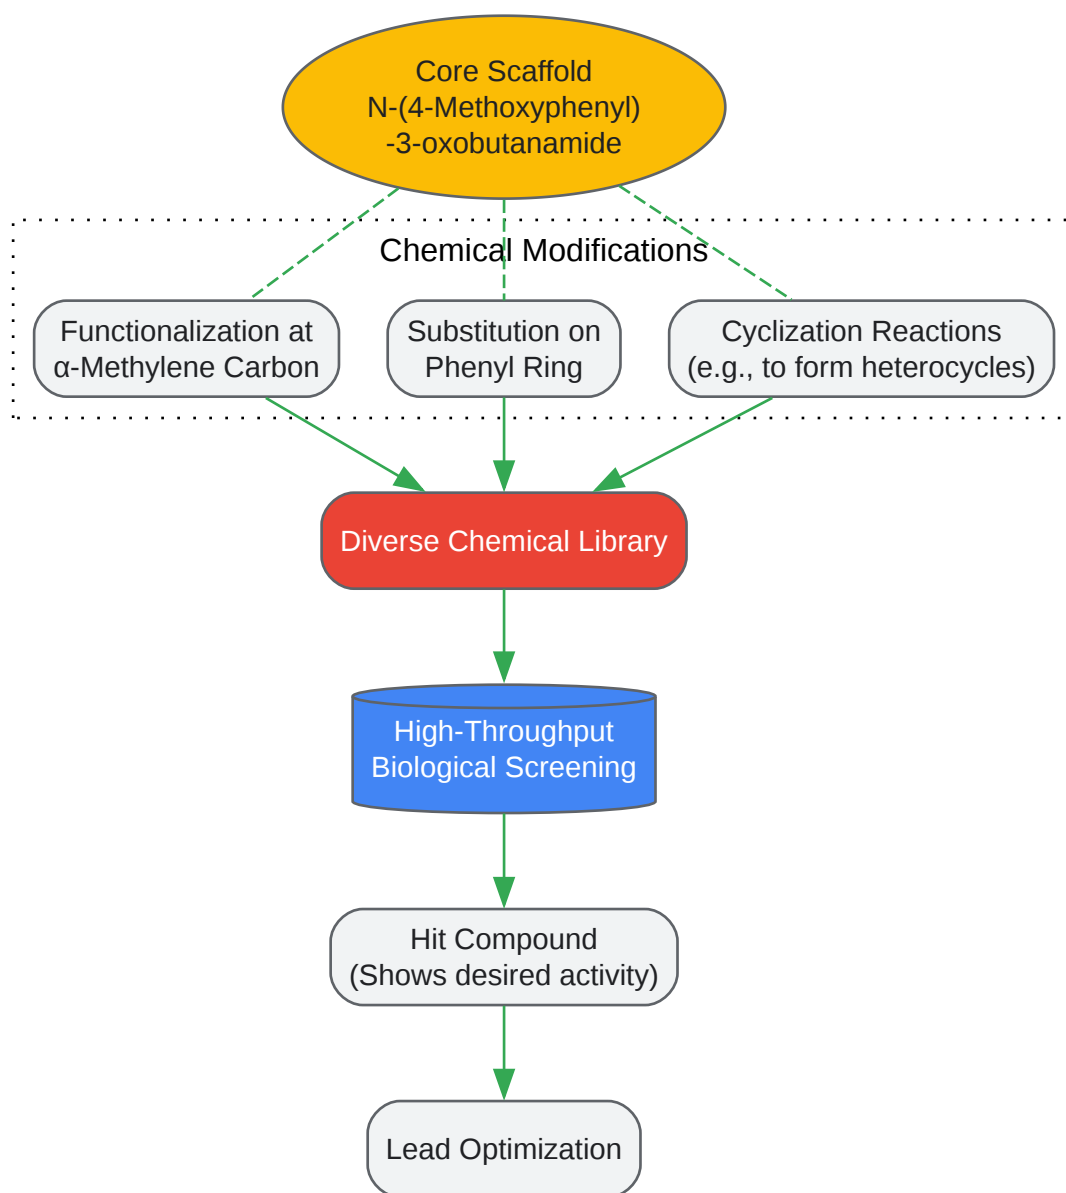 Core Scaffold
N-(4-Methoxyphenyl)
-3-oxobutanamide
Chemical Modifications
Functionalization at
α-Methylene Carbon
Substitution on
Phenyl Ring
Cyclization Reactions
(e.g., to form heterocycles)
Diverse Chemical Library
High-Throughput
Biological Screening
Hit Compound
(Shows desired activity)
Lead Optimization